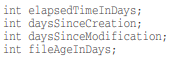 int elapsedTimeInDays;
int daysSinceCreation;
int daysSinceModification;
int fileAgeInDays;